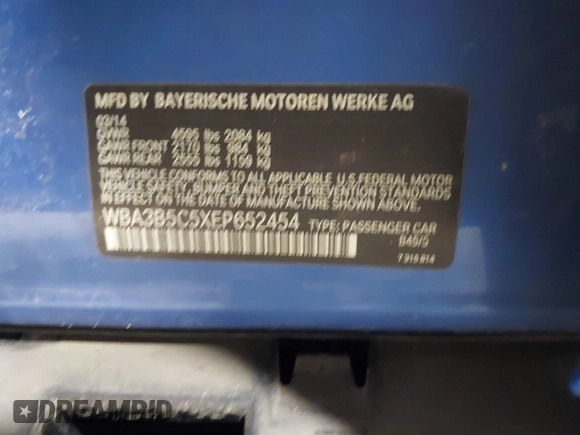 MFD BY BAYERISCHE MOTOREN WERKE AG
03/14
GVWR 4595 lbs 2084 kg
GAWR FRONT 2170 lbs 984 kg
GAWR REAR 2555 lbs 1159 kg
THIS VEHICLE CONFORMS TO ALL APPLICABLE U.S FEDERAL MOTOR
VEHICLE SAFETY, BUMPER AND THEFT PREVENTION STANDARDS IN
EFFECT ON THE DATE OF MANUFACTURE SHOWN ABOVE.
WBA3B5C5XEP652454 TYPE: PASSENGER CAR
DREAMBID